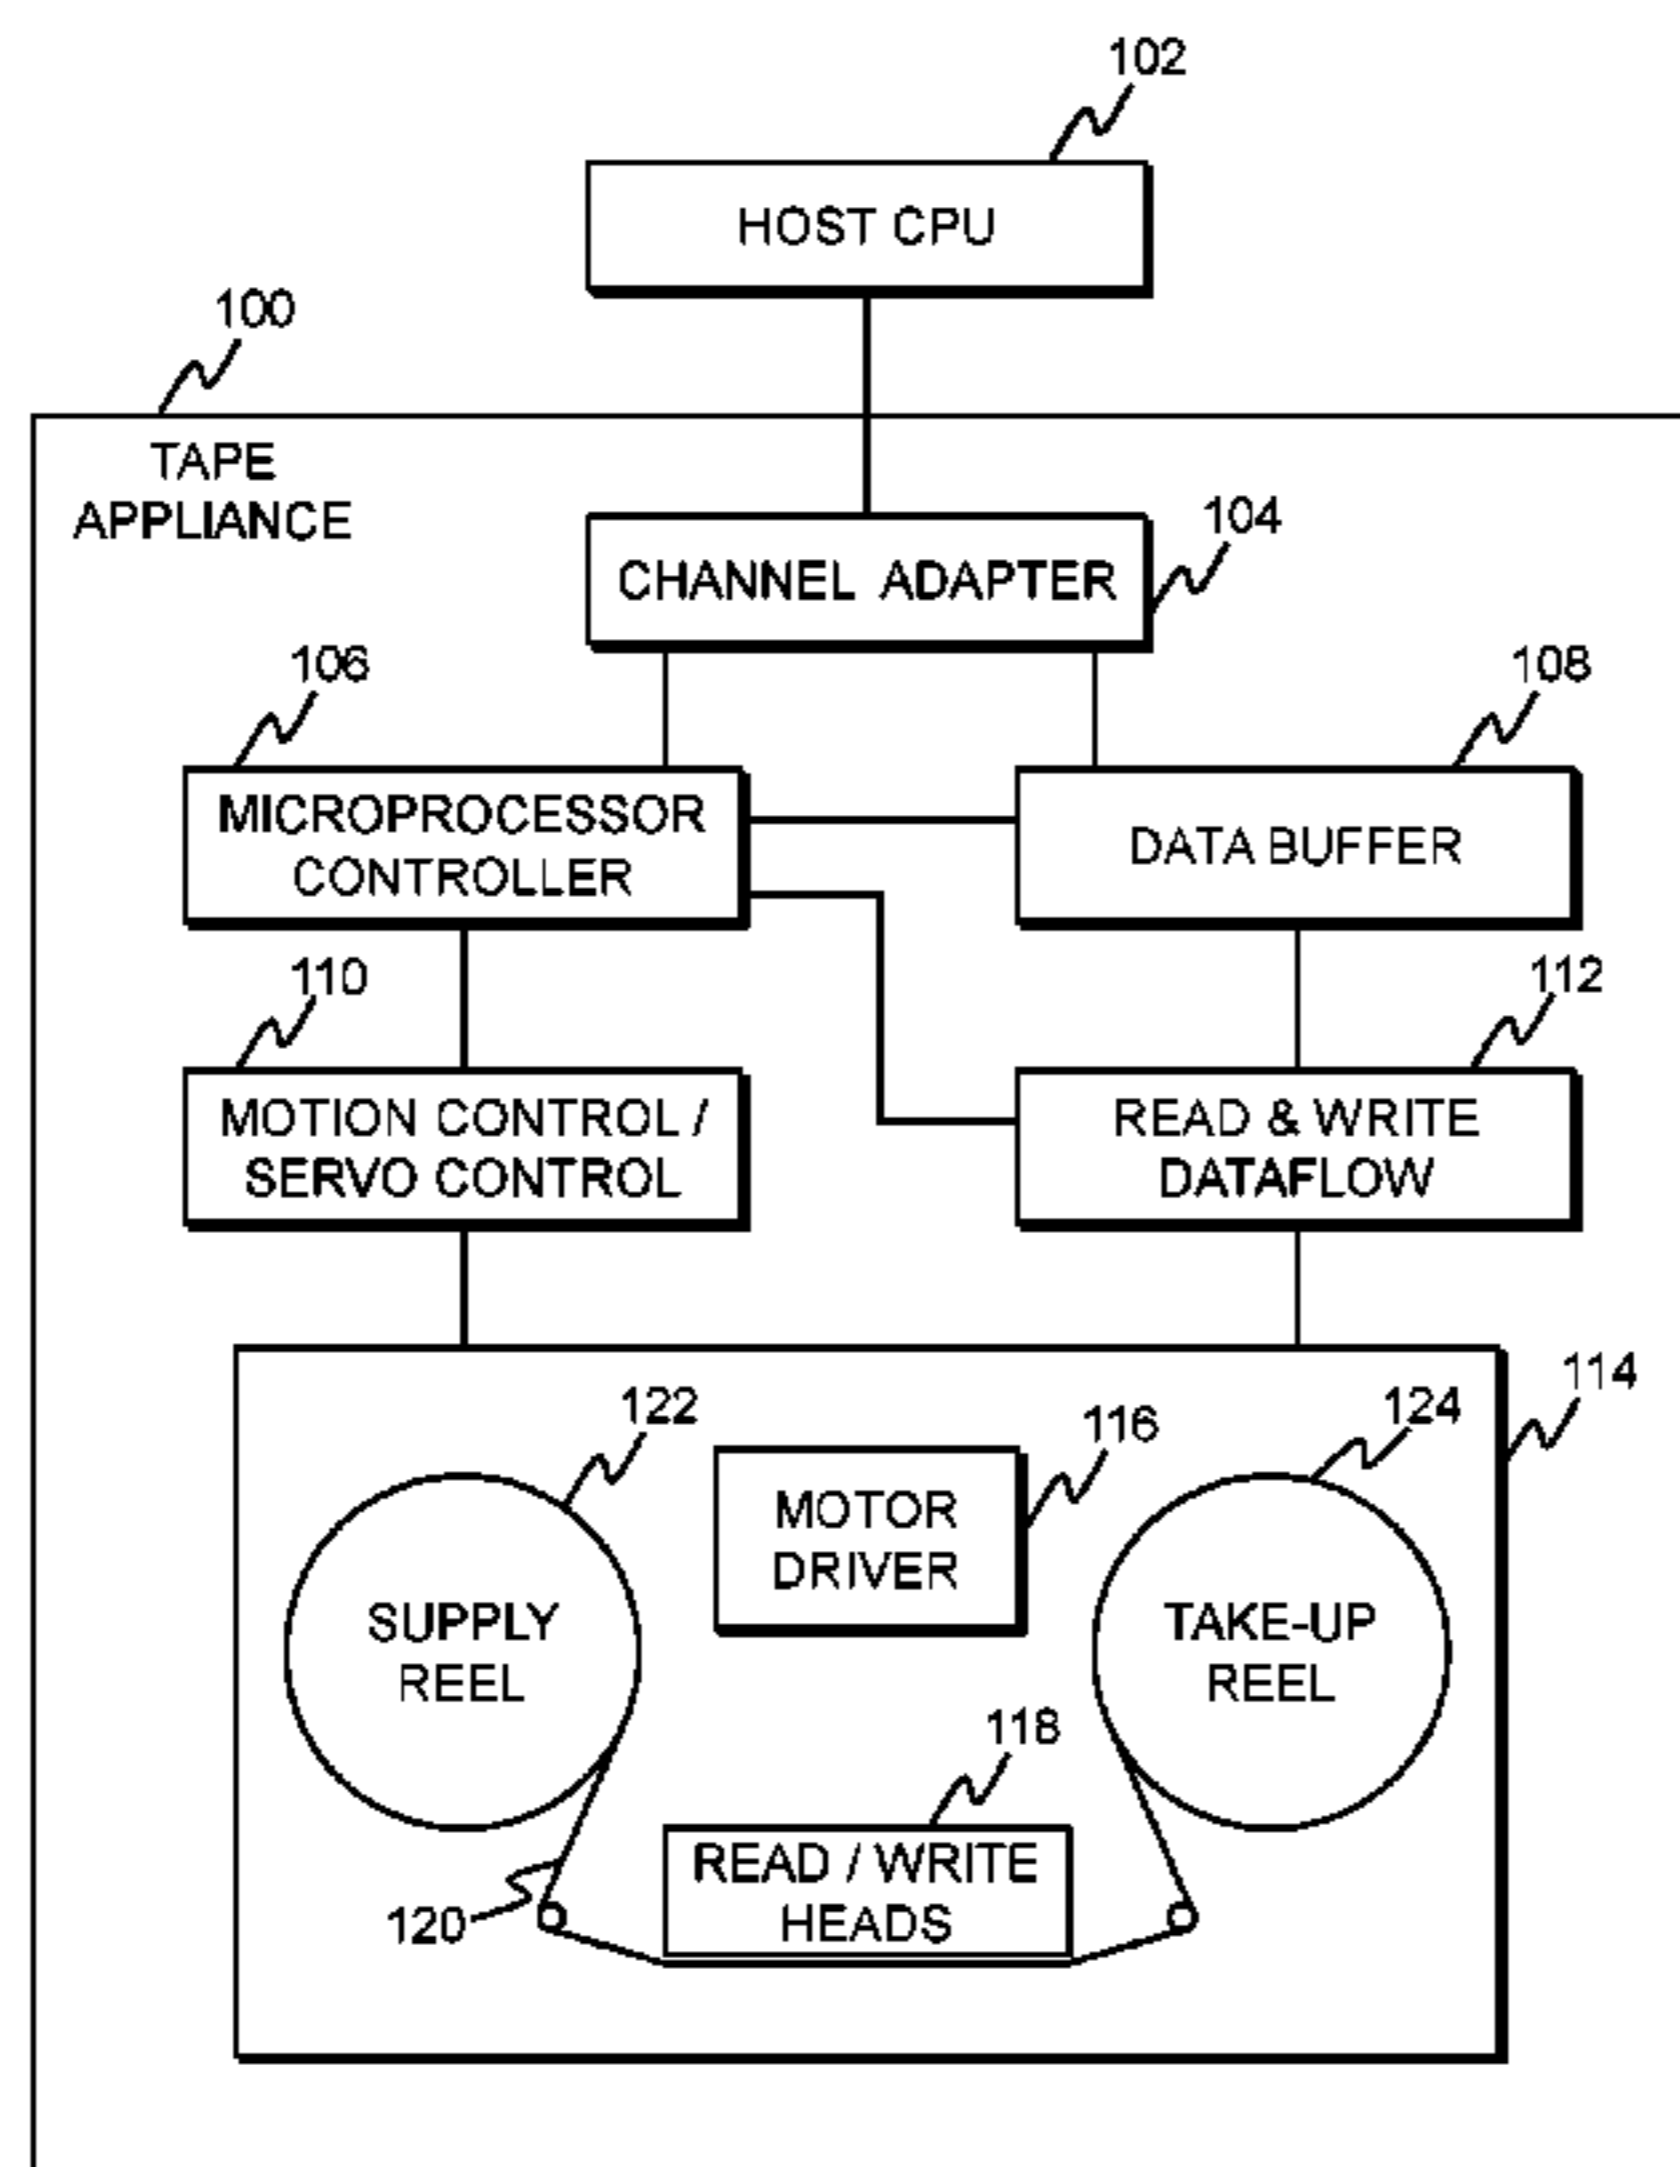 102
HOST CPU
100
TAPE
APPLIANCE
104
CHANNEL ADAPTER
106
108
MICROPROCESSOR
CONTROLLER
DATA BUFFER
110
112
MOTION CONTROL /
SERVO CONTROL
READ & WRITE
DATAFLOW
114
122
116
124
MOTOR
DRIVER
SUPPLY
REEL
TAKE-UP
REEL
118
READ / WRITE
HEADS
120